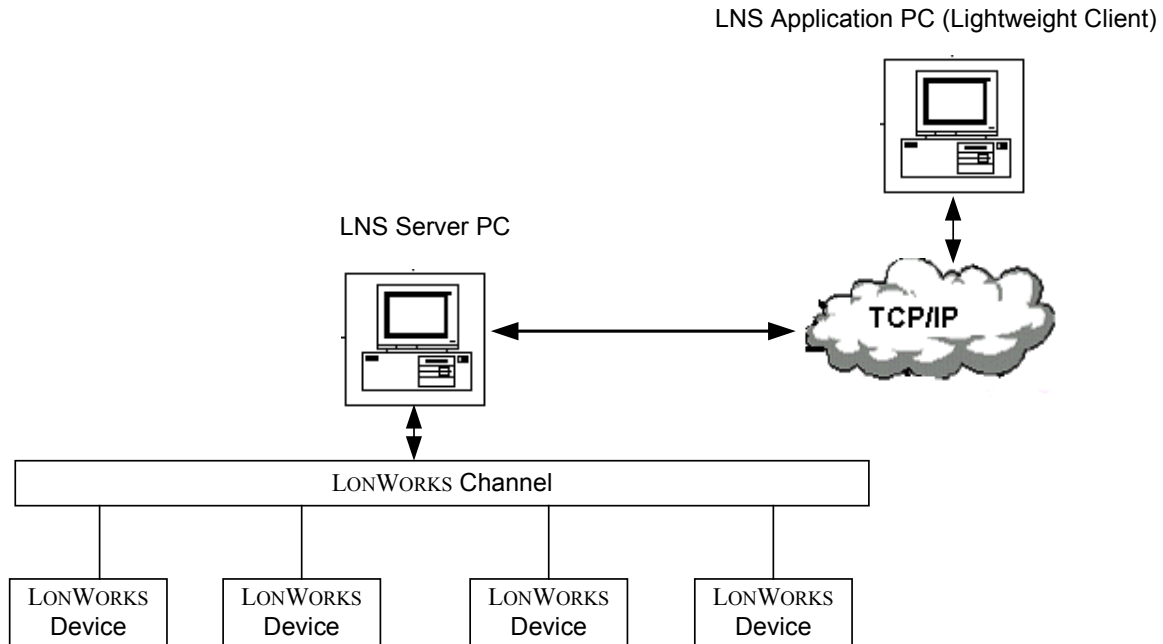 LNS Application PC (Lightweight Client)
LNS Server PC
TCP/IP
LONWORKS Channel
LONWORKS
Device
LONWORKS
Device
LONWORKS
Device
LONWORKS
Device